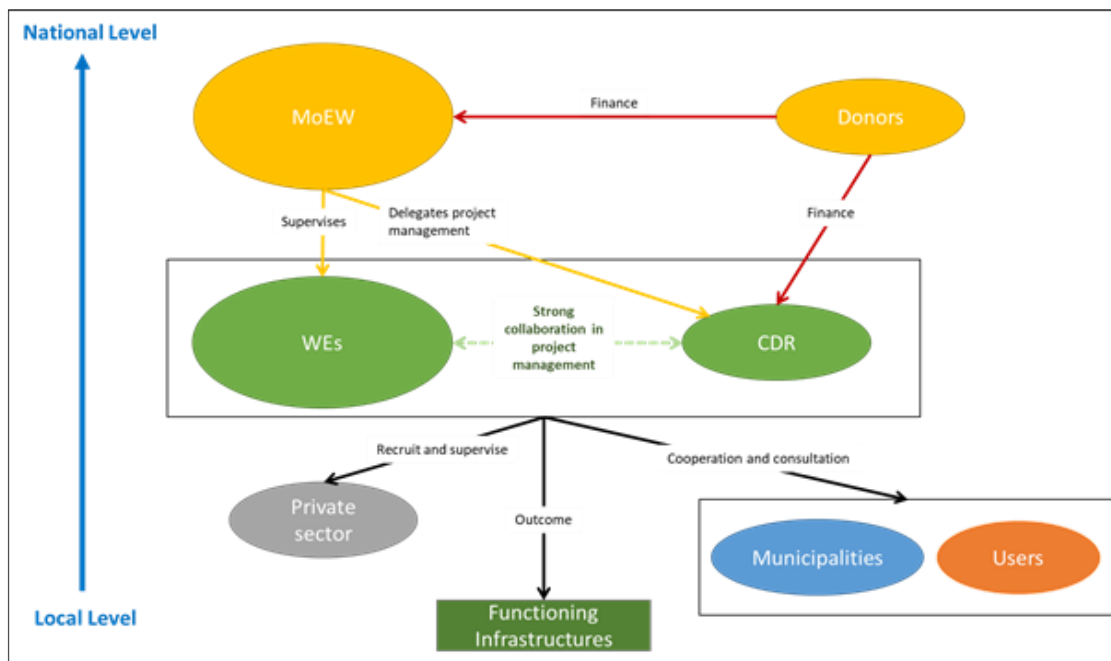 National Level
MoEW
Finance
Donors
Supervises
Delegates project
management
Finance
WEs
Strong
collaboration in
project
management
CDR
Recruit and supervise
Cooperation and consultation
Private
sector
Outcome
Municipalities
Users
Local Level
Functioning
Infrastructures